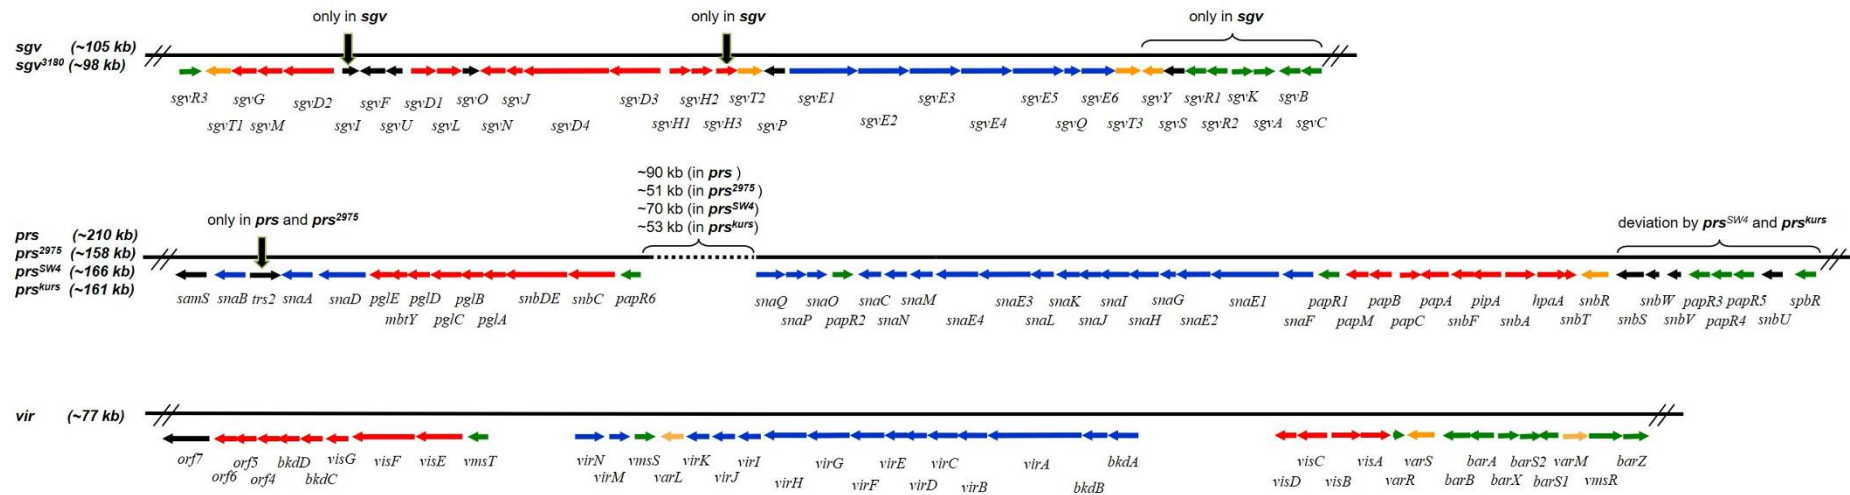 only in sgv only in sgv only in sgv
sgv (~105 kb)
sgv3180 (~98 kb)
sgvR3 sgvG sgvD2 sgvF sgvD1 sgvO sgvJ sgvD3 sgvH2 sgvT2 sgvE1 sgvE3 sgvE5 sgvE6 sgvY sgvR1 sgvK sgvB
sgvT1 sgvM sgvI sgvU sgvL sgvN sgvD4 sgvH1 sgvH3 sgvP sgvE2 sgvE4 sgvQ sgvT3 sgvS sgvR2 sgvA sgvC
~90 kb (in prs )
~51 kb (in prs2975 )
~70 kb (in prsSW4)
~53 kb (in prskurs)
only in prs and prs2975 deviation by prsSW4 and prskurs
prs (~210 kb)
prs2975 (~158 kb)
prsSW4 (~166 kb)
prskurs (~161 kb)
samS snaB trs2 snaA snaD pglE pglD pglB snbDE snbC papR6 snaQ snaO snaC snaM snaE3 snaK snaI snaG snaE1 papR1 papB papA pipA hpaA snbR snbW papR3 papR5 spbR
mbtY pglC pglA snaP papR2 snaN snaE4 snaL snaJ snaH snaE2 snaF papM papC snbF snbA snbT snbS snbV papR4 snbU
vir (~77 kb)
orf7 orf5 bkdD visG visF visE vmsT virN vmsS virK virI virG virE virC virA bkdA visC visA varS barA barS2 varM barZ
orf6 orf4 bkdC virM varL virJ virH virF virD virB bkdB visD visB varR barB barX barS1 vmsR